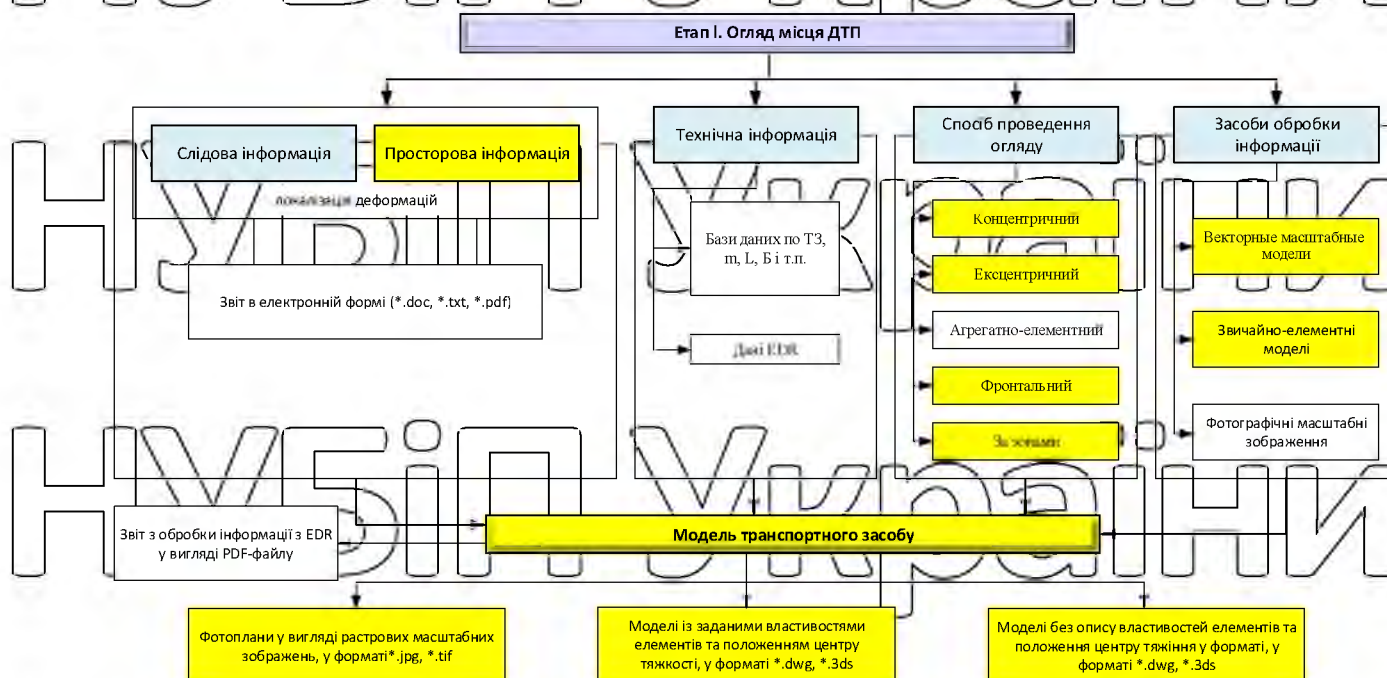 Етап І. Огляд місця ДТП
Слідова інформація
Просторова інформація
локалізація деформацій
Звіт в електронній формі (*.doc, *.txt, *.pdf)
Технічна інформація
Бази даних по ТЗ,
m, L, Б і т.п.
Дані EDR
Спосіб проведення
огляду
Концентричний
Ексцентричний
Агрегатно-елементний
Фронтальний
За зонами
Засоби обробки
інформації
Векторные масштабные
модели
Звичайно-елементні
моделі
Фотографічні масштабні
зображення
Звіт з обробки інформації з EDR
у вигляді PDF-файлу
Модель транспортного засобу
Фотоплани у вигляді растрових масштабних
зображень, у форматі*.jpg, *.tif
Моделі із заданими властивостями
елементів та положенням центру
тяжкості, у форматі *.dwg, *.3ds
Моделі без опису властивостей елементів та
положення центру тяжіння у форматі, у
форматі *.dwg, *.3ds
НУБіП України
НУБіП України